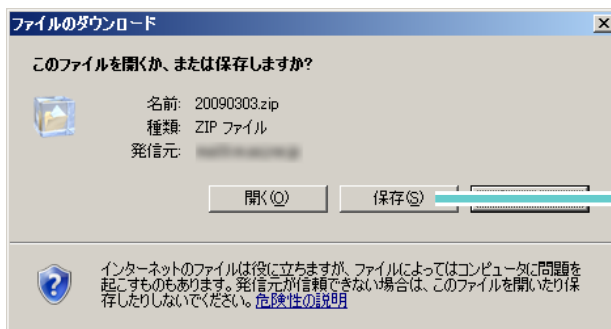 ファイルのダウンロード
このファイルを開くか、または保存しますか?
名前: 20090303.zip
種類: ZIP ファイル
発信元:
開く(O) 保存(S)
インターネットのファイルは役に立ちますが、ファイルによってはコンピュータに問題を
起こすものもあります。発信元が信頼できない場合は、このファイルを開いたり保
存したりしないでください。危険性の説明